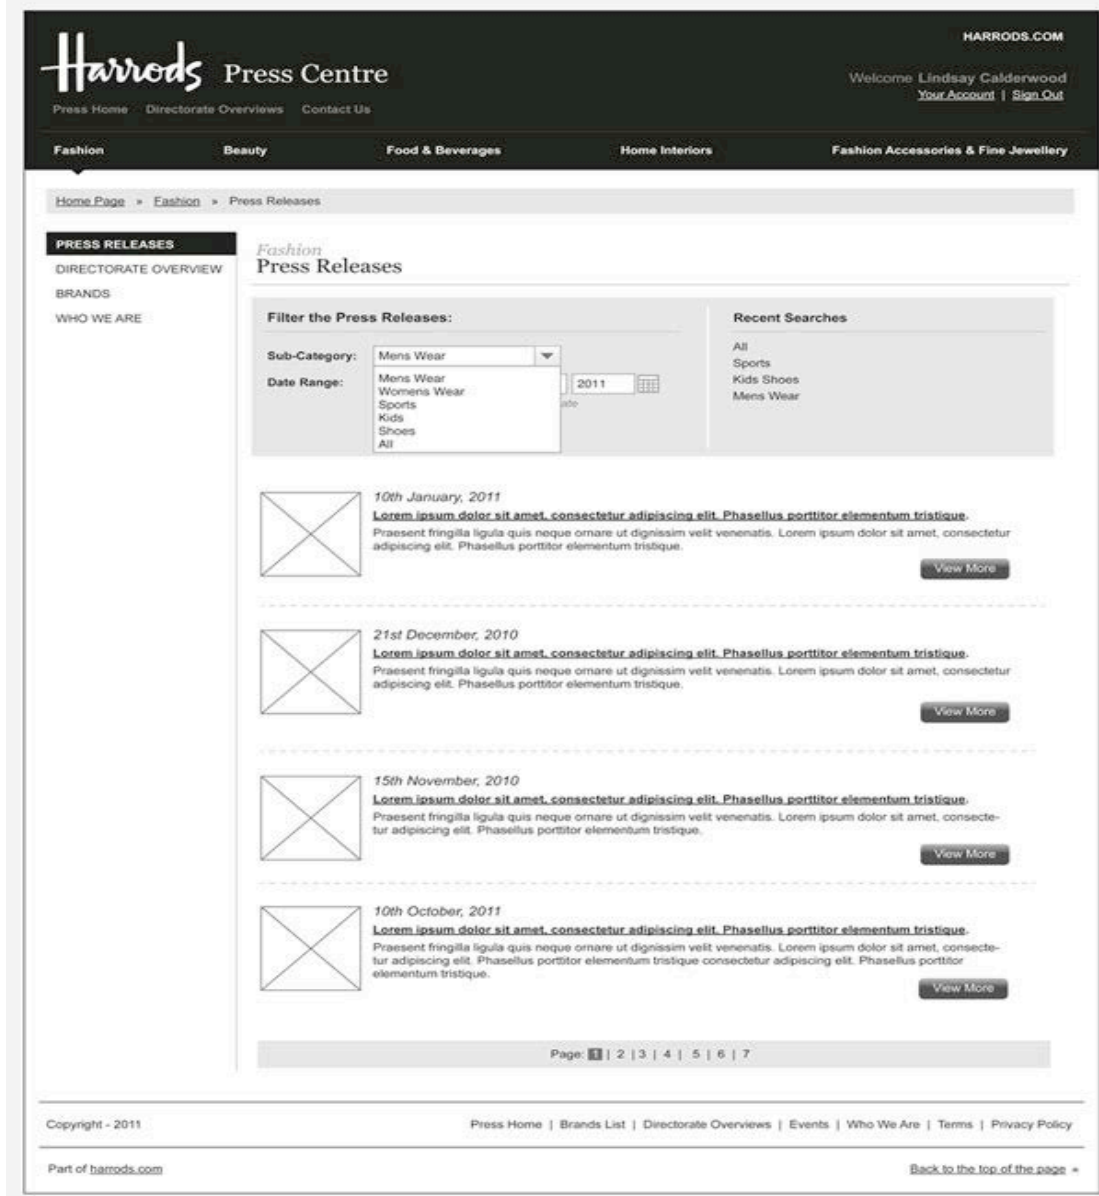 HARRODS.COM
Harrods Press Centre
Welcome Lindsay Calderwood
Your Account | Sign Out
Press Home Directorate Overviews Contact Us
Fashion Beauty Food & Beverages Home Interiors Fashion Accessories & Fine Jewellery
Home Page » Fashion » Press Releases
PRESS RELEASES
DIRECTORATE OVERVIEW
BRANDS
WHO WE ARE
Fashion
Press Releases
Filter the Press Releases:
Sub-Category: Mens Wear
Date Range:
Mens Wear
Womens Wear
Sports
Kids
Shoes
All
2011
Recent Searches
All
Sports
Kids Shoes
Mens Wear
10th January, 2011
Lorem ipsum dolor sit amet, consectetur adipiscing elit. Phasellus porttitor elementum tristique.
Praesent fringilla ligula quis neque ornare ut dignissim velit venenatis. Lorem ipsum dolor sit amet, consectetur
adipiscing elit. Phasellus porttitor elementum tristique.
View More
21st December, 2010
Lorem ipsum dolor sit amet, consectetur adipiscing elit. Phasellus porttitor elementum tristique.
Praesent fringilla ligula quis neque ornare ut dignissim velit venenatis. Lorem ipsum dolor sit amet, consectetur
adipiscing elit. Phasellus porttitor elementum tristique.
View More
15th November, 2010
Lorem ipsum dolor sit amet, consectetur adipiscing elit. Phasellus porttitor elementum tristique.
Praesent fringilla ligula quis neque ornare ut dignissim velit venenatis. Lorem ipsum dolor sit amet, consecte-
tur adipiscing elit. Phasellus porttitor elementum tristique.
View More
10th October, 2011
Lorem ipsum dolor sit amet, consectetur adipiscing elit. Phasellus porttitor elementum tristique.
Praesent fringilla ligula quis neque ornare ut dignissim velit venenatis. Lorem ipsum dolor sit amet, consecte-
tur adipiscing elit. Phasellus porttitor elementum tristique consectetur adipiscing elit. Phasellus porttitor
elementum tristique.
View More
Page: 1 | 2 | 3 | 4 | 5 | 6 | 7
Copyright - 2011
Press Home | Brands List | Directorate Overviews | Events | Who We Are | Terms | Privacy Policy
Part of harrods.com
Back to the top of the page